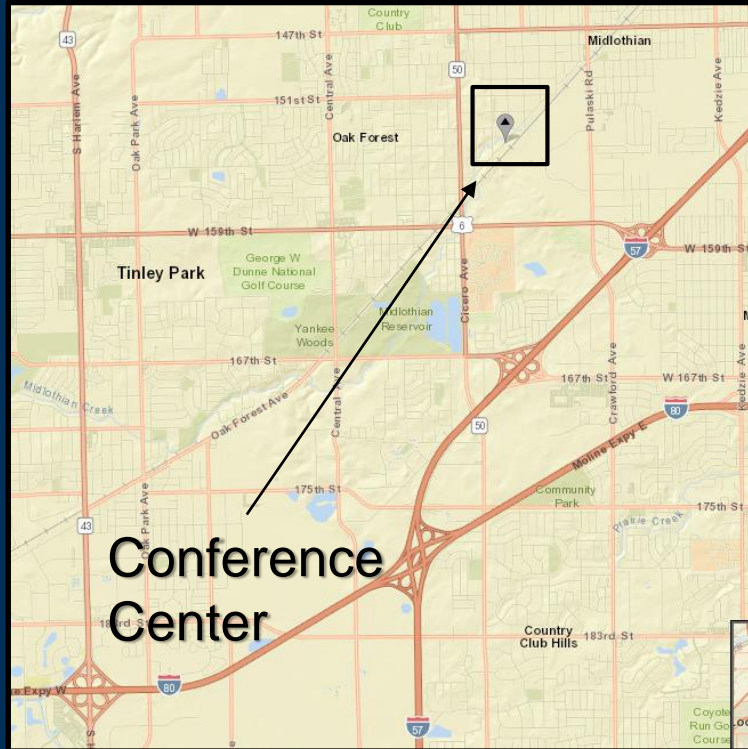 Country
Club
43
147th St
Midlothian
50
S Harlem Ave
Oak Park Ave
Central Ave
151st St
Pulaski Rd
Kedzie Ave
Oak Forest
W 159th St
6
57
W 159th St
Tinley Park
George W
Dunne National
Golf Course
Cicero Ave
Midlothian
Reservoir
Yankee
Woods
167th St
167th St
W 167th St
Crawford Ave
Kedzie Ave
Midlothian Creek
Oak Forest Ave
Central Ave
50
80
Moline Expy E
175th St
Community
Park
175th St
Prairie Creek
43
Oak Park Ave
Conference
Center
183rd St
Country
Club Hills
183rd St
e Expy W
80
57
Coyote
Run Go
Course